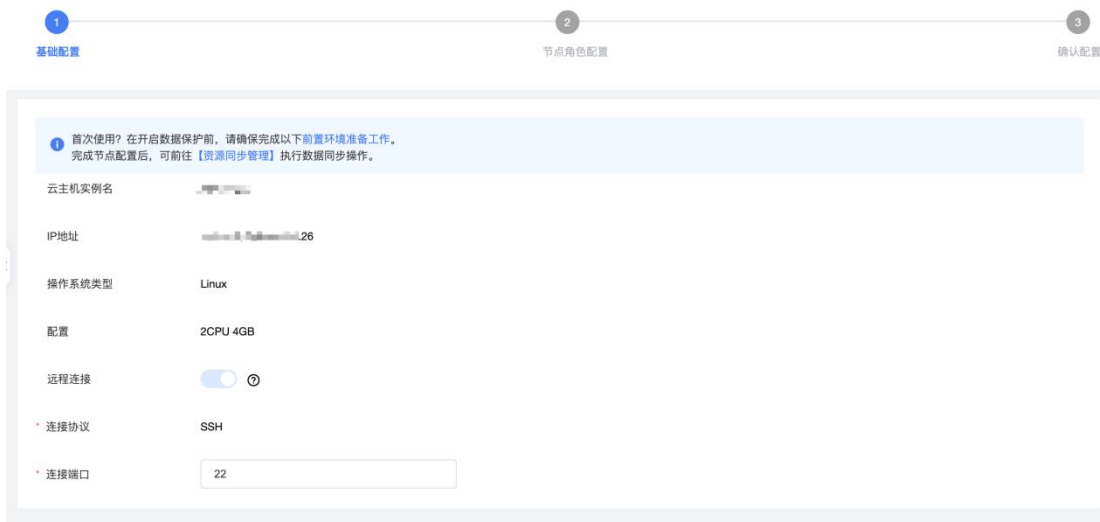 1
2
3
基础配置
节点角色配置
确认配置
首次使用？在开启数据保护前，请确保完成以下前置环境准备工作。
完成节点配置后，可前往【资源同步管理】执行数据同步操作。
云主机实例名
IP地址 .26
操作系统类型 Linux
配置 2CPU 4GB
远程连接
* 连接协议 SSH
* 连接端口 22